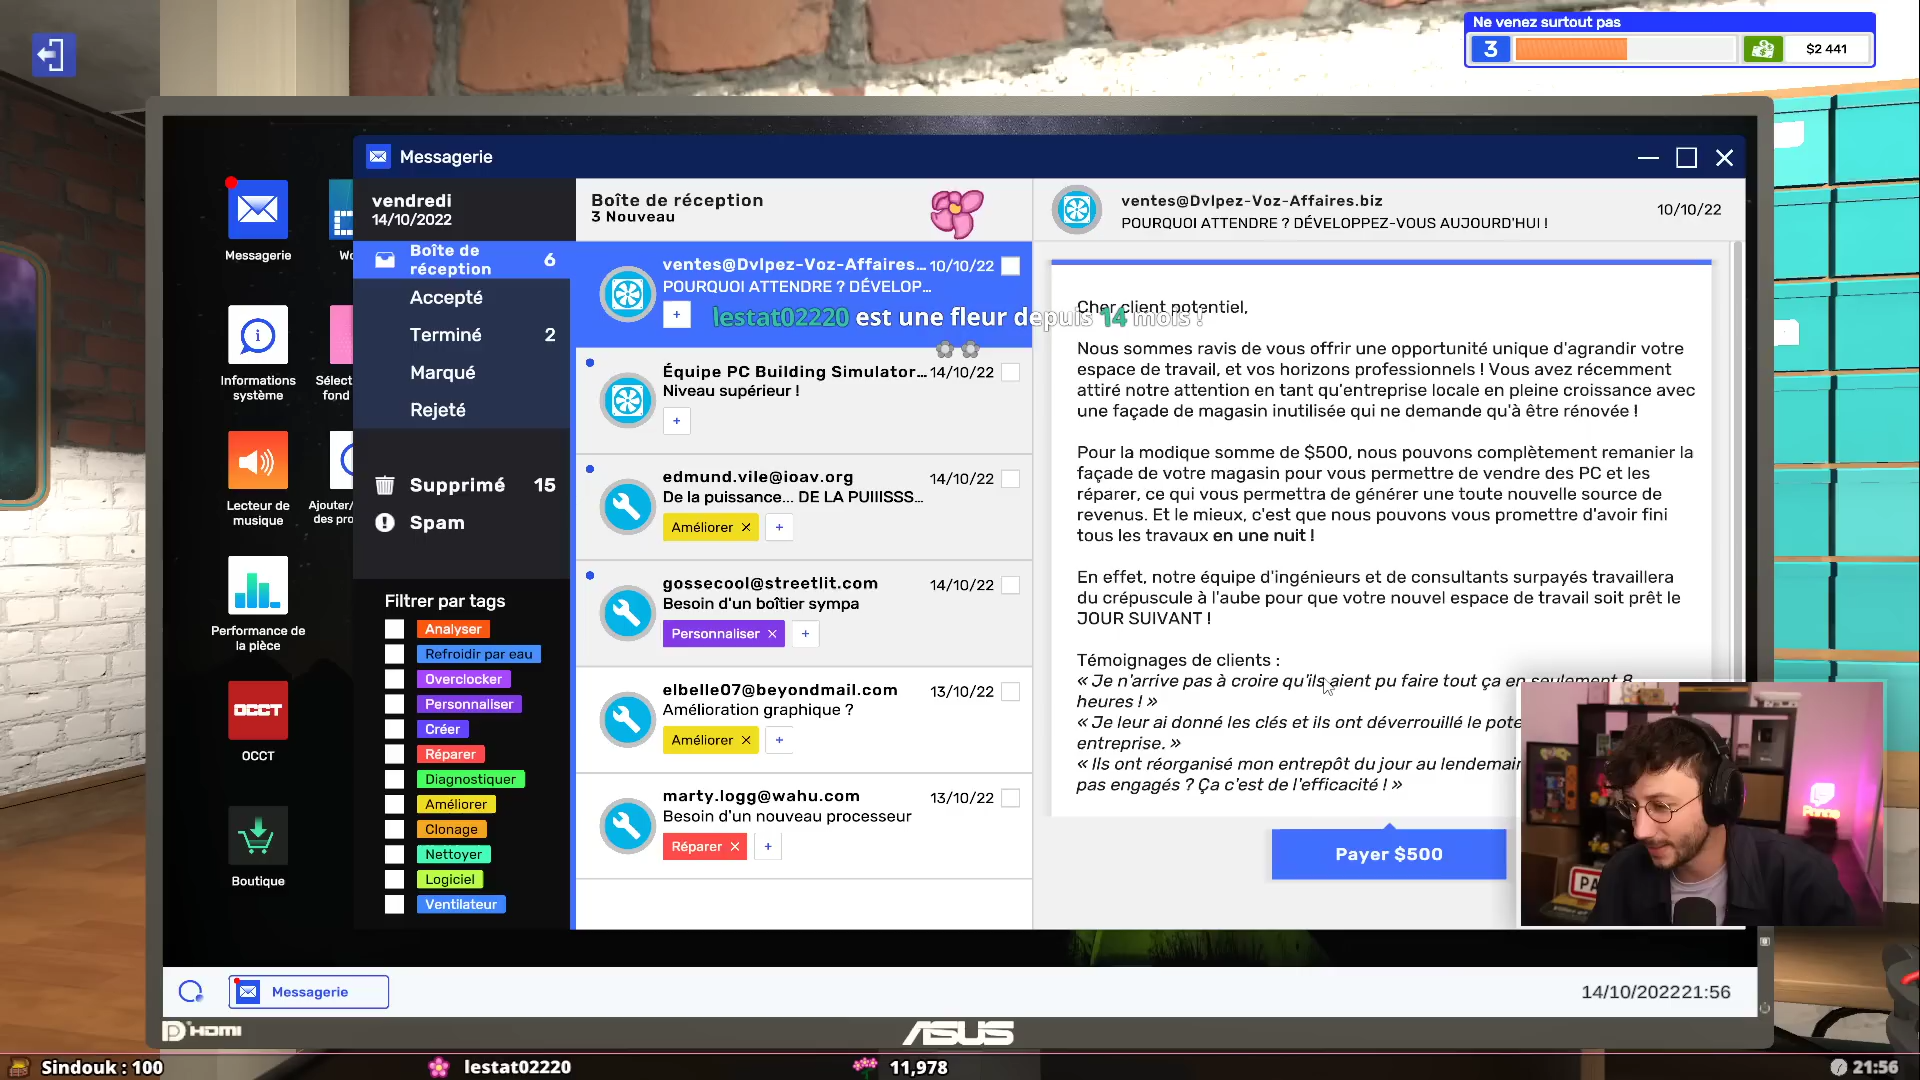 Ne venez surtout pas
3
$2 441
Messagerie
Messagerie
Informations
système
Sélect
fond
Lecteur de
musique
Ajouter/
des pro
Performance de
la pièce
OCCT
OCCT
Boutique
vendredi
14/10/2022
Boîte de
réception
6
Accepté
Terminé 2
Marqué
Rejeté
Supprimé 15
Spam
Filtrer par tags
Analyser
Refroidir par eau
Overclocker
Personnaliser
Créer
Réparer
Diagnostiquer
Améliorer
Clonage
Nettoyer
Logiciel
Ventilateur
Boîte de réception
3 Nouveau
ventes@Dvlpez-Voz-Affaires... 10/10/22
POURQUOI ATTENDRE ? DÉVELOP...
+
lestat02220 est une fleur depuis 14 mois !
Équipe PC Building Simulator... 14/10/22
Niveau supérieur !
+
edmund.vile@ioav.org 14/10/22
De la puissance... DE LA PUIIISSS...
Améliorer × +
gossecool@streetlit.com 14/10/22
Besoin d'un boîtier sympa
Personnaliser × +
elbelle07@beyondmail.com 13/10/22
Amélioration graphique ?
Améliorer × +
marty.logg@wahu.com 13/10/22
Besoin d'un nouveau processeur
Réparer × +
ventes@Dvlpez-Voz-Affaires.biz
POURQUOI ATTENDRE ? DÉVELOPPEZ-VOUS AUJOURD'HUI !
10/10/22
Cher client potentiel,
Nous sommes ravis de vous offrir une opportunité unique d'agrandir votre
espace de travail, et vos horizons professionnels ! Vous avez récemment
attiré notre attention en tant qu'entreprise locale en pleine croissance avec
une façade de magasin inutilisée qui ne demande qu'à être rénovée !
Pour la modique somme de $500, nous pouvons complètement remanier la
façade de votre magasin pour vous permettre de vendre des PC et les
réparer, ce qui vous permettra de générer une toute nouvelle source de
revenus. Et le mieux, c'est que nous pouvons vous promettre d'avoir fini
tous les travaux en une nuit !
En effet, notre équipe d'ingénieurs et de consultants surpayés travaillera
du crépuscule à l'aube pour que votre nouvel espace de travail soit prêt le
JOUR SUIVANT !
Témoignages de clients :
« Je n'arrive pas à croire qu'ils aient pu faire tout ça en seulement 8
heures ! »
« Je leur ai donné les clés et ils ont déverrouillé le pote
entreprise. »
« Ils ont réorganisé mon entrepôt du jour au lendemain
pas engagés ? Ça c'est de l'efficacité ! »
Payer $500
Messagerie
14/10/2022 21:56
HDMI
ASUS
Sindouk : 100
lestat02220
11,978
21:56